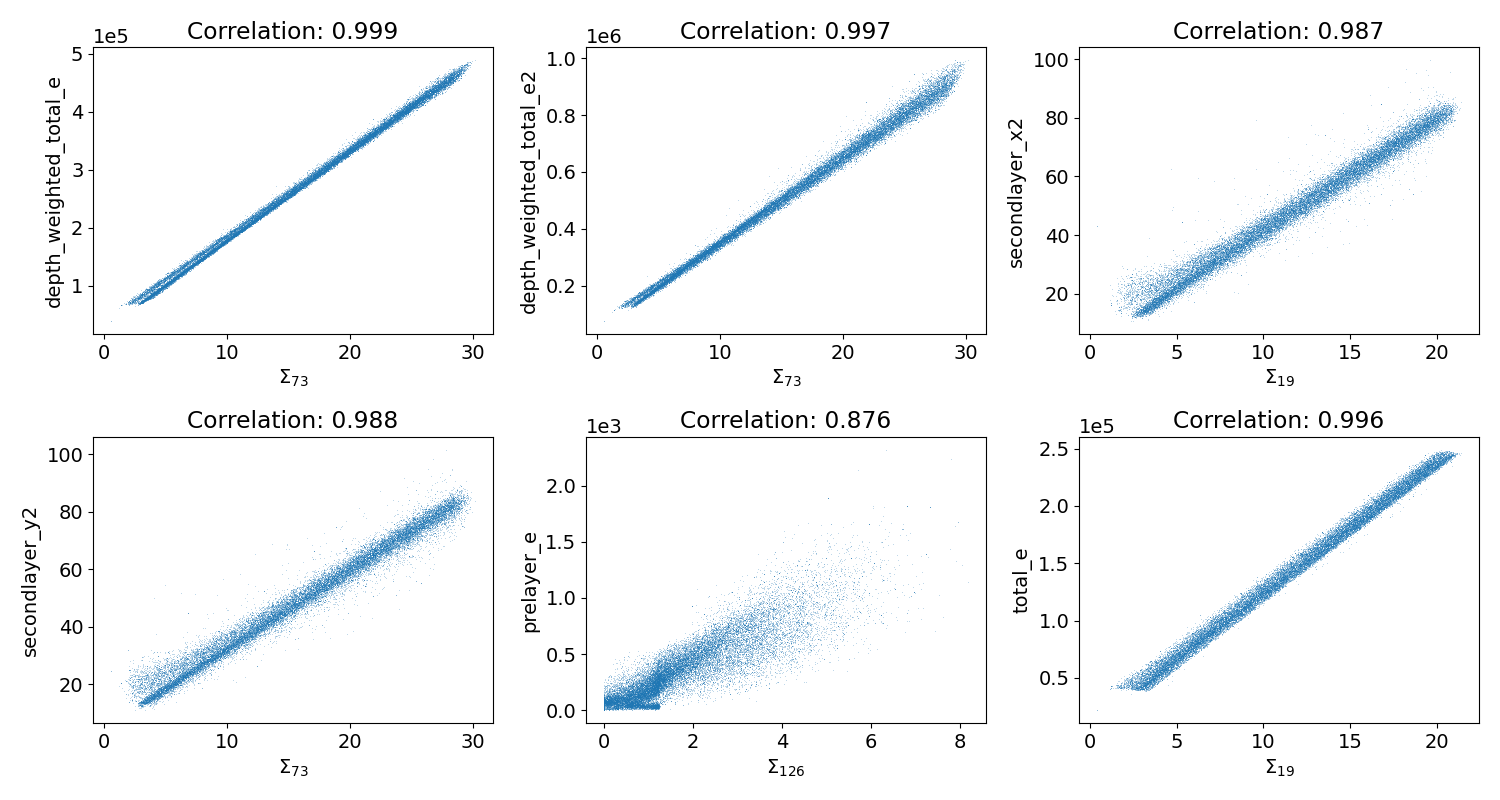 Correlation: 0.999
1e5
depth_weighted_total_e
5
4
3
2
1
0 10 20 30
Σ73
Correlation: 0.997
1e6
depth_weighted_total_e2
1.0
0.8
0.6
0.4
0.2
0 10 20 30
Σ73
Correlation: 0.987
secondlayer_x2
100
80
60
40
20
0 5 10 15 20
Σ19
Correlation: 0.988
secondlayer_y2
100
80
60
40
20
0 10 20 30
Σ73
Correlation: 0.876
1e3
prelayer_e
2.0
1.5
1.0
0.5
0.0
0 2 4 6 8
Σ126
Correlation: 0.996
1e5
total_e
2.5
2.0
1.5
1.0
0.5
0 5 10 15 20
Σ19